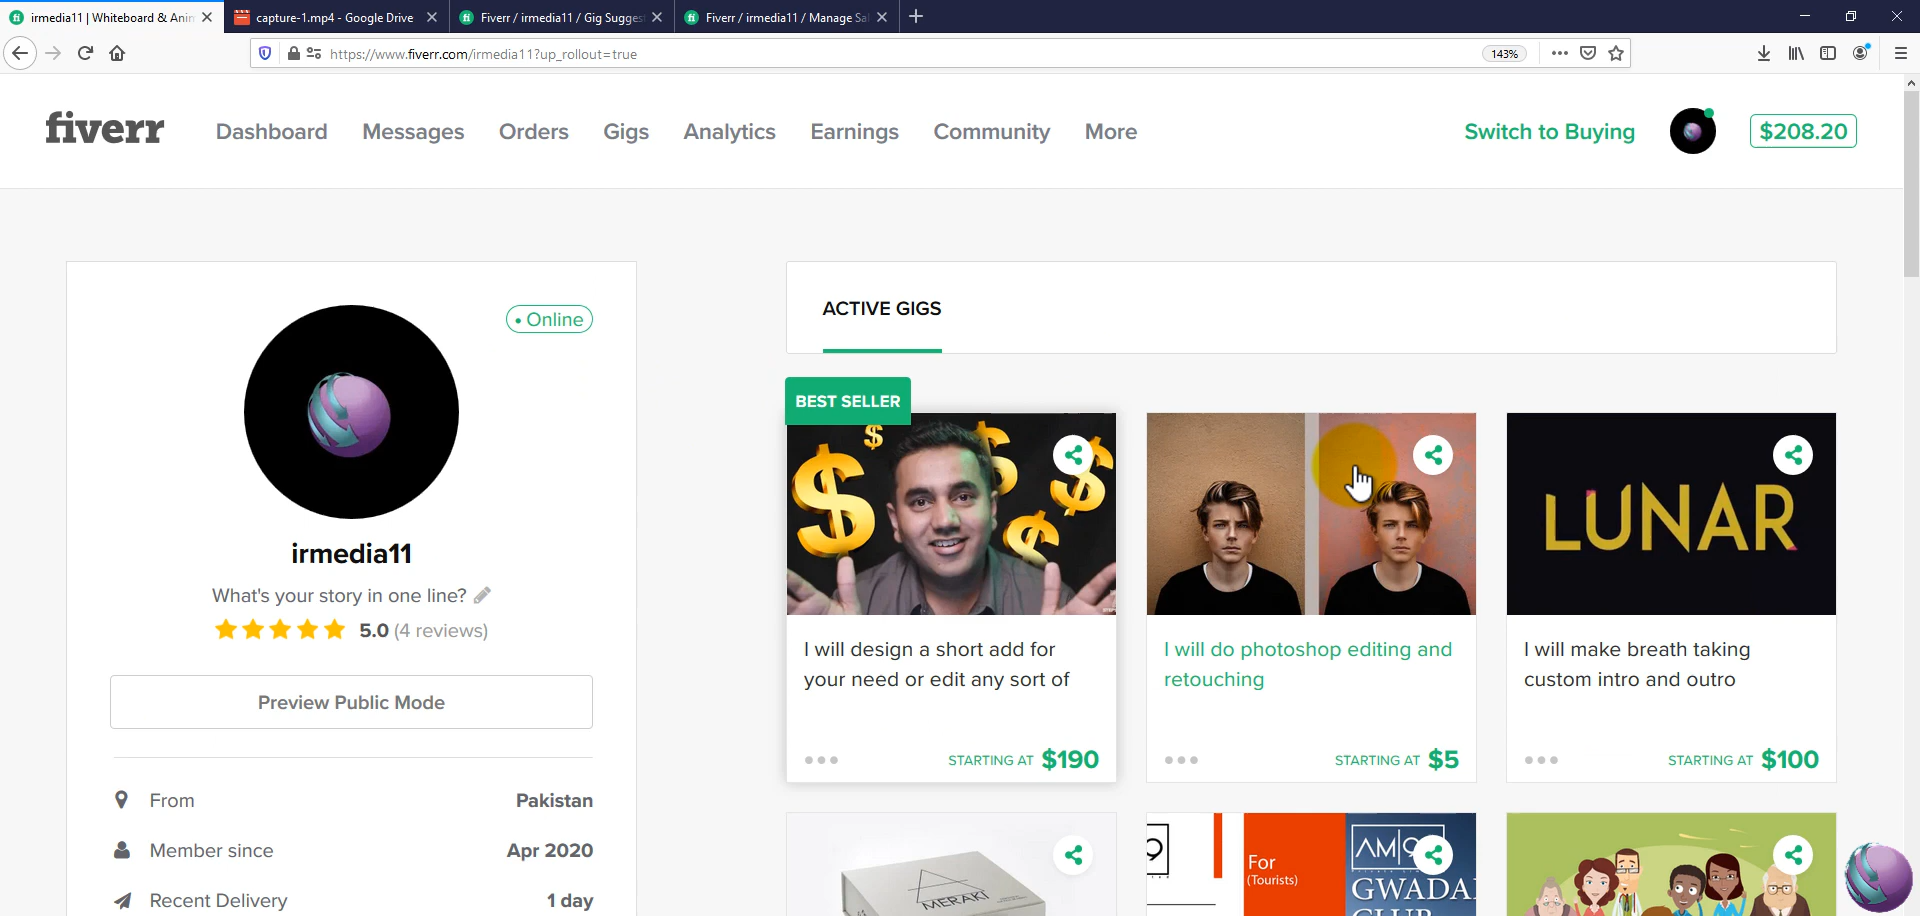 irmedia11 | Whiteboard & Anim
capture-1.mp4 - Google Drive
Fiverr / irmedia11 / Gig Sugges
Fiverr / irmedia11 / Manage Sal
https://www.fiverr.com/irmedia11?up_rollout=true
143%
fiverr
Dashboard
Messages
Orders
Gigs
Analytics
Earnings
Community
More
Switch to Buying
$208.20
• Online
irmedia11
What's your story in one line?
5.0 (4 reviews)
Preview Public Mode
From Pakistan
Member since Apr 2020
Recent Delivery 1 day
ACTIVE GIGS
BEST SELLER
I will design a short add for
your need or edit any sort of
STARTING AT $190
I will do photoshop editing and
retouching
STARTING AT $5
LUNAR
I will make breath taking
custom intro and outro
STARTING AT $100
MERAKI
For
(Tourists)
AM|9
GWADA
CLUB